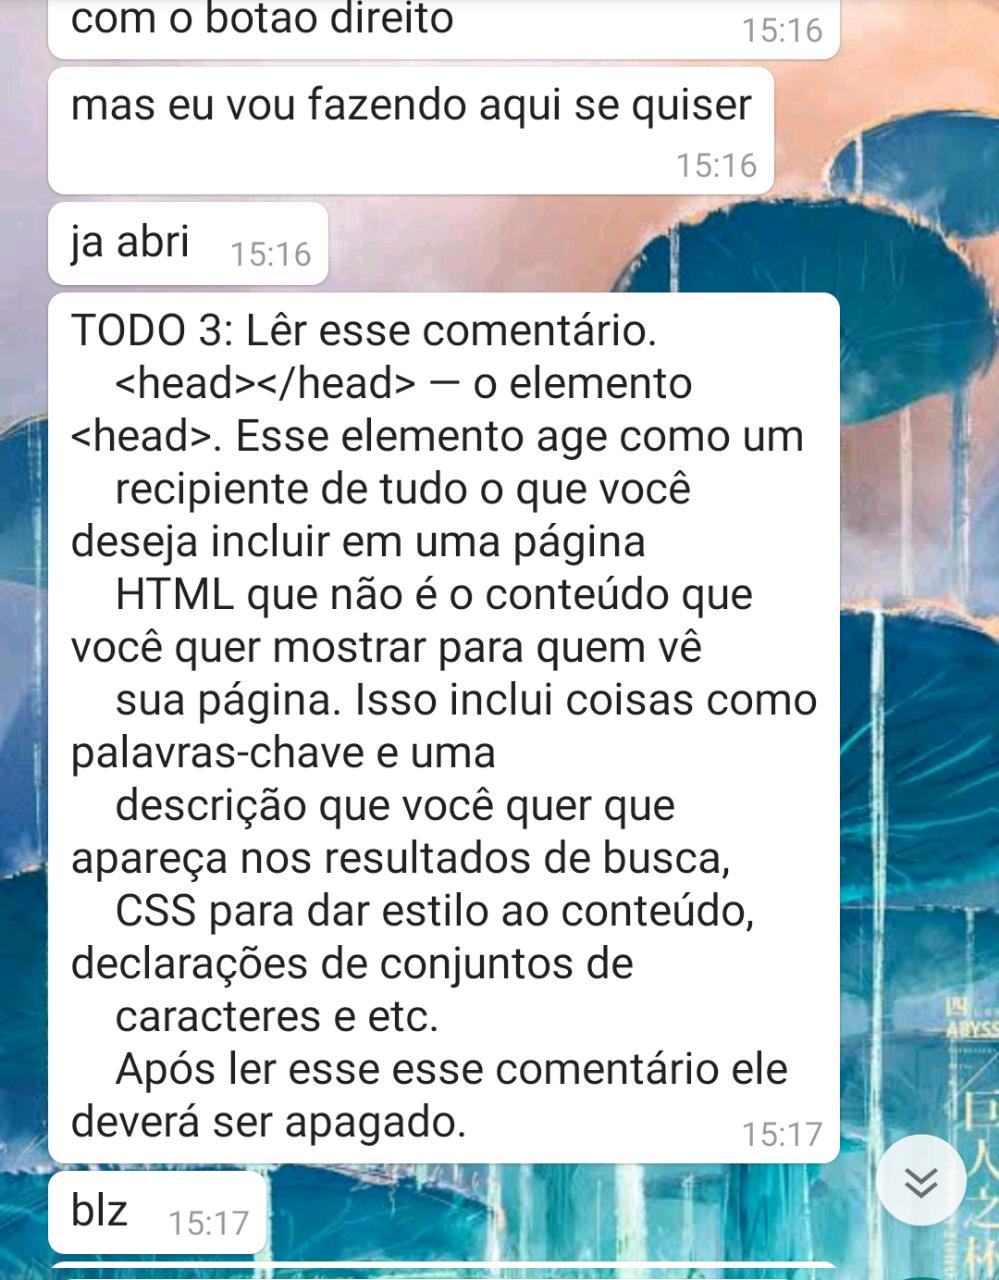 com o botao direito
15:16
mas eu vou fazendo aqui se quiser
15:16
ja abri 15:16
TODO 3: Lêr esse comentário.
<head></head> — o elemento
<head>. Esse elemento age como um
recipiente de tudo o que você
deseja incluir em uma página
HTML que não é o conteúdo que
você quer mostrar para quem vê
sua página. Isso inclui coisas como
palavras-chave e uma
descrição que você quer que
apareça nos resultados de busca,
CSS para dar estilo ao conteúdo,
declarações de conjuntos de
caracteres e etc.
Após ler esse esse comentário ele
deverá ser apagado.
15:17
blz 15:17
ABYSS
巨
人
之